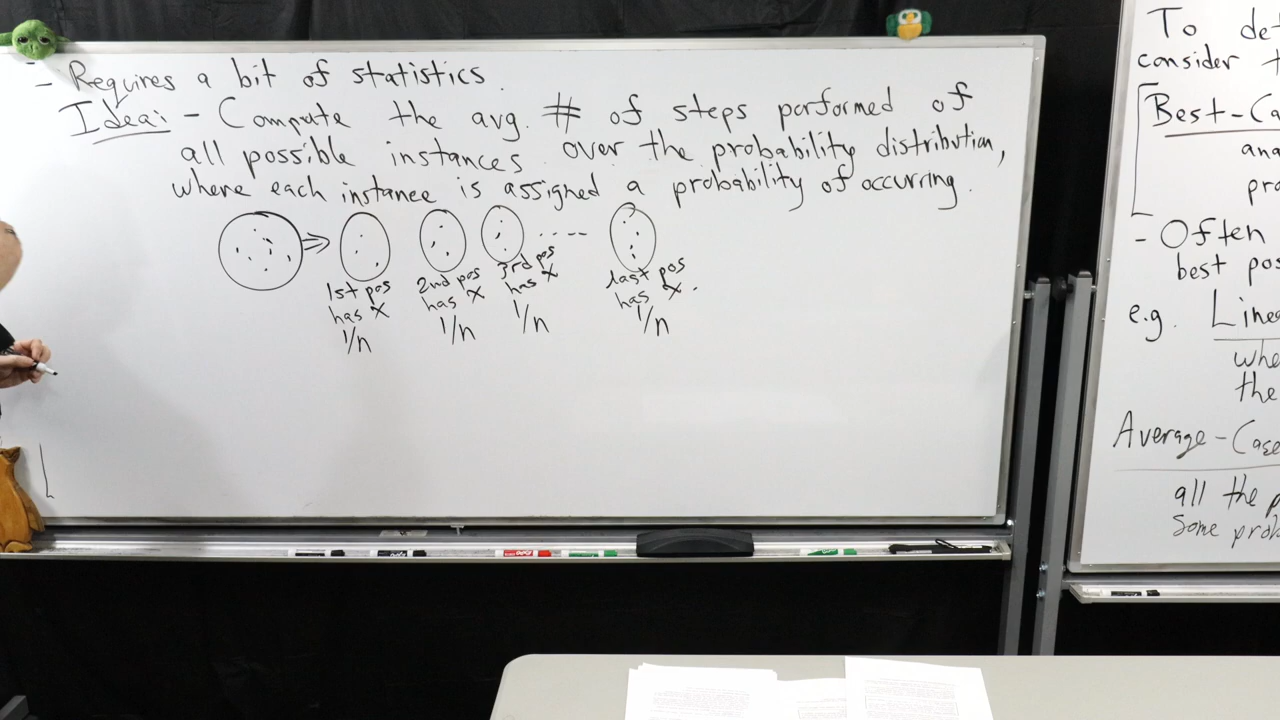 - Requires a bit of statistics.
Idea: - Compute the avg. # of steps performed of
all possible instances over the probability distribution,
where each instance is assigned a probability of occurring.
1st pos
has x
1/n
2nd pos
has x
1/n
3rd pos
has x
1/n
....
last pos
has x.
1/n
To det
consider t
Best-Ca
ana
pro
- Often
best pos
e.g. Linea
whe
the
Average-Case
all the p
Some prob